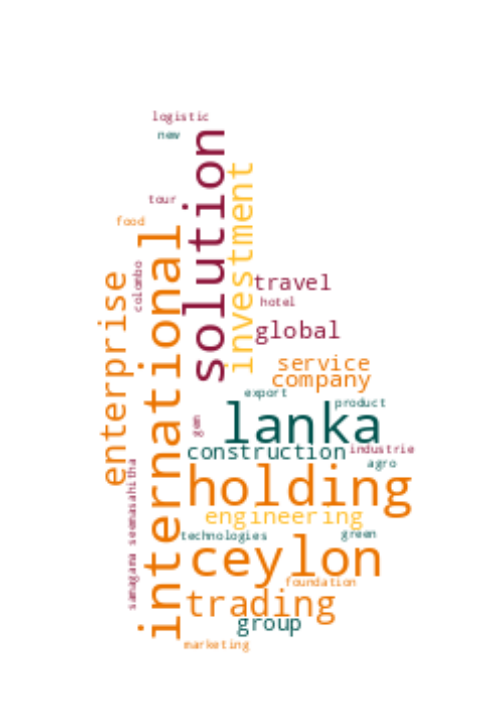 logistic
new
solution
investment
tour
food
international
colombo
enterprise
travel
hotel
global
service
company
export
product
lanka
gem
construction
industrie
agro
samagama seemasahitha
holding
engineering
technologies
green
ceylon
foundation
trading
group
marketing